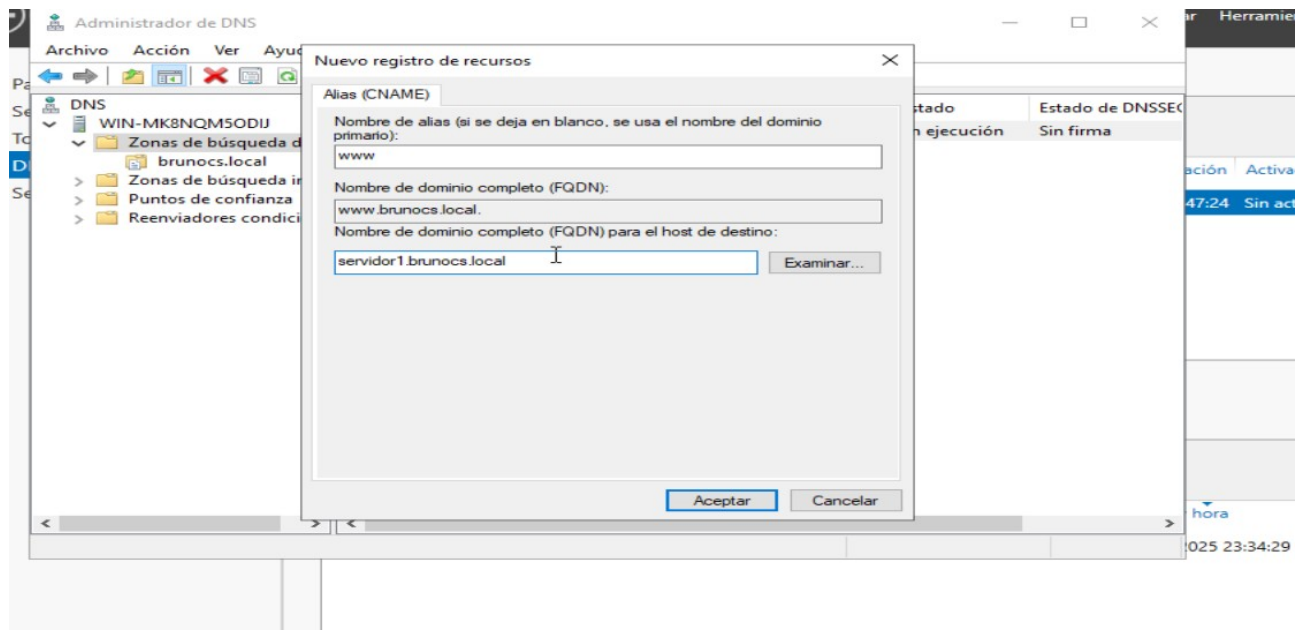 Administrador de DNS
Herramie
Archivo Acción Ver Ayud
Nuevo registro de recursos
Alias (CNAME)
DNS
WIN-MK8NQM5ODIJ
Zonas de búsqueda d
brunocs.local
Zonas de búsqueda in
Puntos de confianza
Reenviadores condici
Nombre de alias (si se deja en blanco, se usa el nombre del dominio
primario):
www
Nombre de dominio completo (FQDN):
www.brunocs.local.
Nombre de dominio completo (FQDN) para el host de destino:
servidor1.brunocs.local
Examinar...
Aceptar Cancelar
stado Estado de DNSSEC
n ejecución Sin firma
ación Activa
47:24 Sin act
hora
025 23:34:29